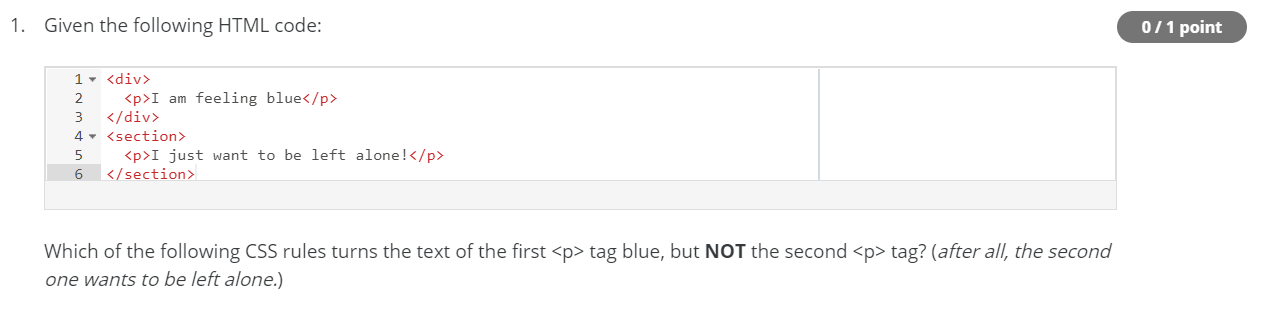 1. Given the following HTML code:
0 / 1 point
1 <div>
2 <p>I am feeling blue</p>
3 </div>
4 <section>
5 <p>I just want to be left alone!</p>
6 </section>
Which of the following CSS rules turns the text of the first <p> tag blue, but NOT the second <p> tag? (after all, the second
one wants to be left alone.)